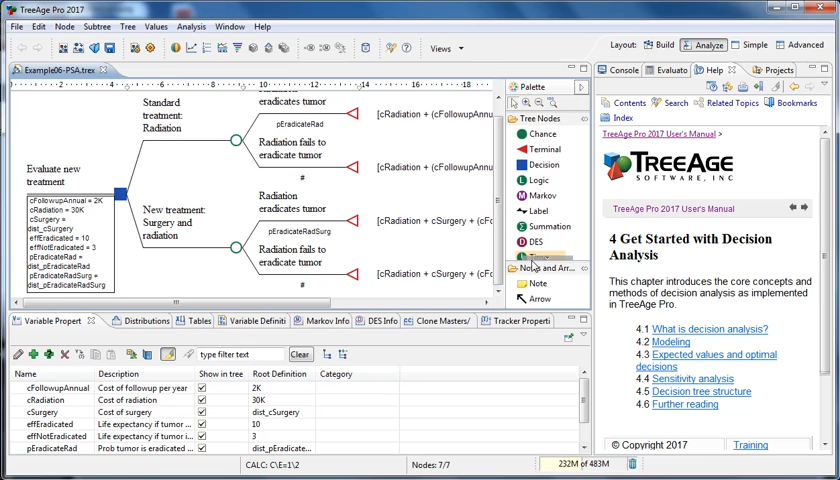 TreeAge Pro 2017
File Edit Node Subtree Tree Values Analysis Window Help
Views
Layout: Build Analyze Simple Advanced
Example06-PSA.trex
Standard
treatment:
Radiation
eradicates tumor
pEradicateRad
Radiation fails to
eradicate tumor
#
[cRadiation + (cFollowupAnnu
[cRadiation + (cFollowupAnnu
Evaluate new
treatment
cFollowupAnnual = 2K
cRadiation = 30K
cSurgery =
dist_cSurgery
effEradicated = 10
effNotEradicated = 3
pEradicateRad =
dist_pEradicateRad
pEradicateRadSurg =
dist_pEradicateRadSurg
New treatment:
Surgery and
radiation
Radiation
eradicates tumor
pEradicateRadSurg
Radiation fails to
eradicate tumor
#
[cRadiation + cSurgery + (cFo
[cRadiation + cSurgery + (cFo
Palette
Tree Nodes
Chance
Terminal
Decision
Logic
Markov
Label
Summation
DES
Notes and Arr...
Note
Arrow
Console Evaluato Help Projects
Contents Search Related Topics Bookmarks
Index
TreeAge Pro 2017 User's Manual >
TREEAGE
SOFTWARE, INC
TreeAge Pro 2017 User's Manual
4 Get Started with Decision
Analysis
This chapter introduces the core concepts and
methods of decision analysis as implemented
in TreeAge Pro.
4.1 What is decision analysis?
4.2 Modeling
4.3 Expected values and optimal
decisions
4.4 Sensitivity analysis
4.5 Decision tree structure
4.6 Further reading
© Copyright 2017 Training
Variable Propert Distributions Tables Variable Definiti Markov Info DES Info Clone Masters/ Tracker Properti
type filter text Clear
Name Description Show in tree Root Definition Category
cFollowupAnnual Cost of followup per year 2K
cRadiation Cost of radiation 30K
cSurgery Cost of surgery dist_cSurgery
effEradicated Life expectancy if tumor ... 10
effNotEradicated Life expectancy if tumor i... 3
pEradicateRad Prob tumor is eradicated ... dist_pEradicate...
CALC: C\E=1\2 Nodes: 7/7 232M of 483M